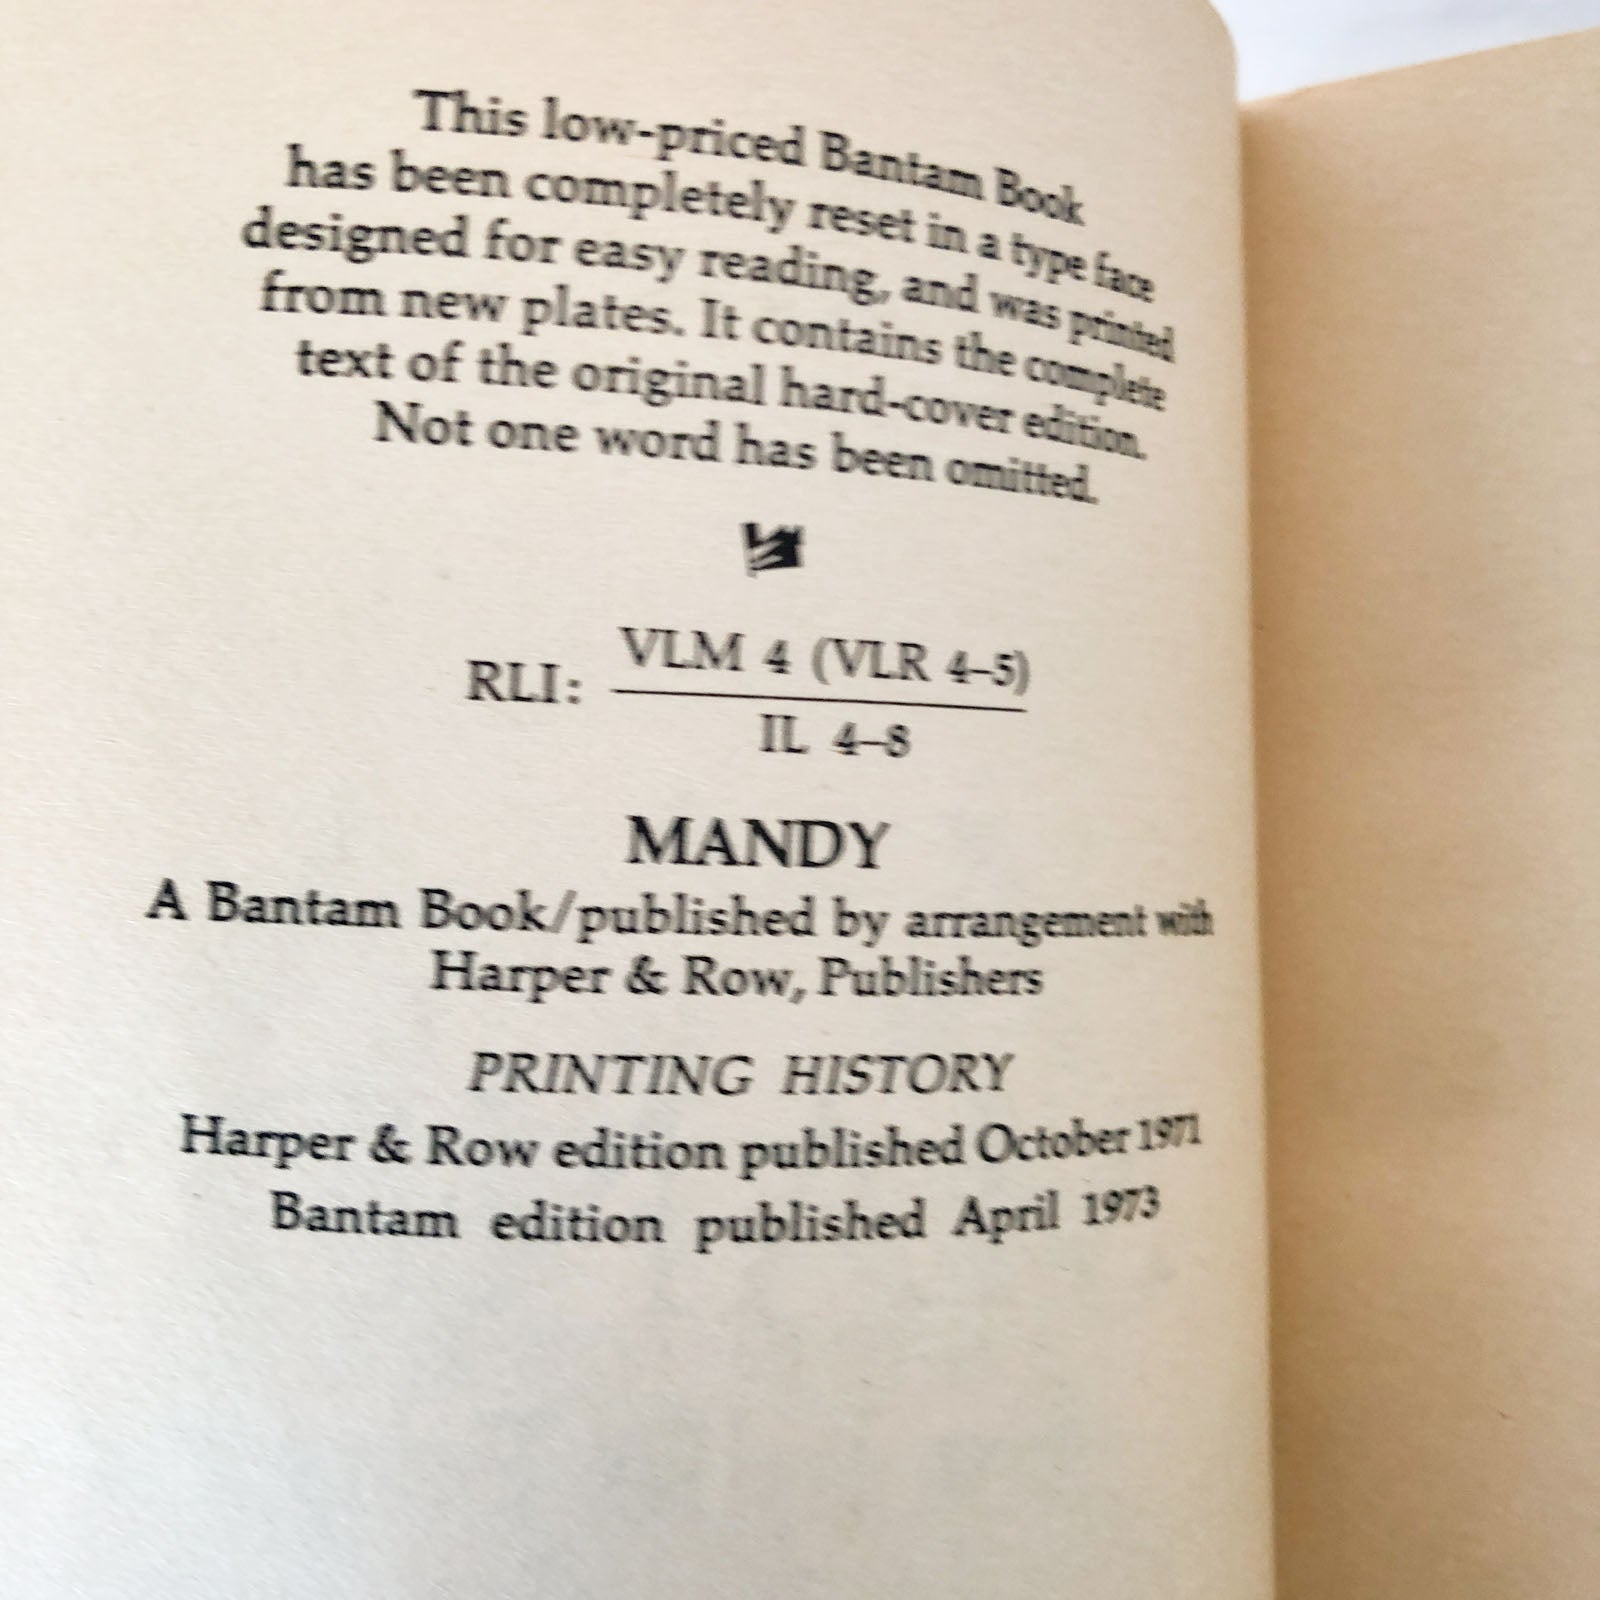 This low-priced Bantam Book
has been completely reset in a type face
designed for easy reading, and was printed
from new plates. It contains the complete
text of the original hard-cover edition.
Not one word has been omitted.
RLI: VLM 4 (VLR 4–5)
IL 4–8
MANDY
A Bantam Book/published by arrangement with
Harper & Row, Publishers
PRINTING HISTORY
Harper & Row edition published October 1971
Bantam edition published April 1973